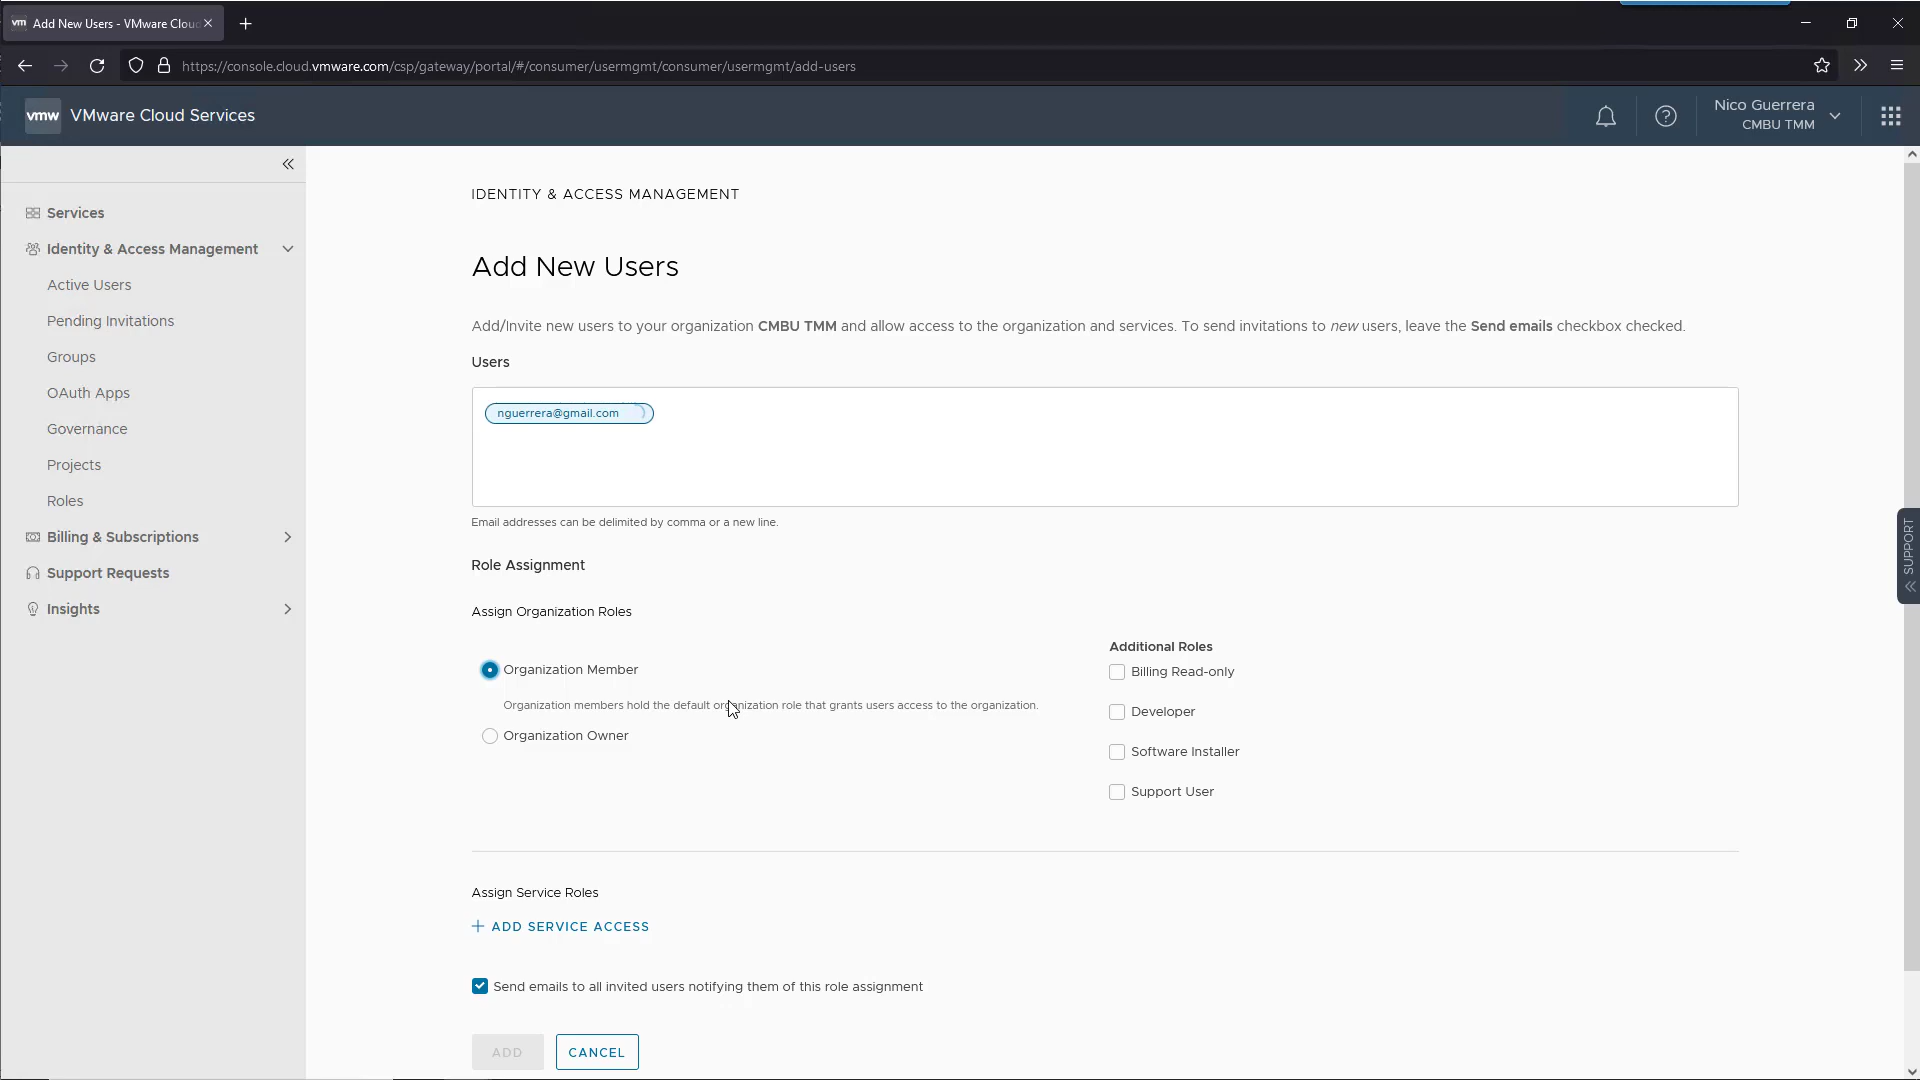 vm Add New Users - VMware Clou
https://console.cloud.vmware.com/csp/gateway/portal/#/consumer/usermgmt/consumer/usermgmt/add-users
vmw VMware Cloud Services
Nico Guerrera
CMBU TMM
Services
Identity & Access Management
Active Users
Pending Invitations
Groups
OAuth Apps
Governance
Projects
Roles
Billing & Subscriptions
Support Requests
Insights
IDENTITY & ACCESS MANAGEMENT
Add New Users
Add/Invite new users to your organization CMBU TMM and allow access to the organization and services. To send invitations to new users, leave the Send emails checkbox checked.
Users
nguerrera@gmail.com
Email addresses can be delimited by comma or a new line.
Role Assignment
Assign Organization Roles
Organization Member
Organization members hold the default organization role that grants users access to the organization.
Organization Owner
Additional Roles
Billing Read-only
Developer
Software Installer
Support User
Assign Service Roles
ADD SERVICE ACCESS
Send emails to all invited users notifying them of this role assignment
ADD
CANCEL
SUPPORT